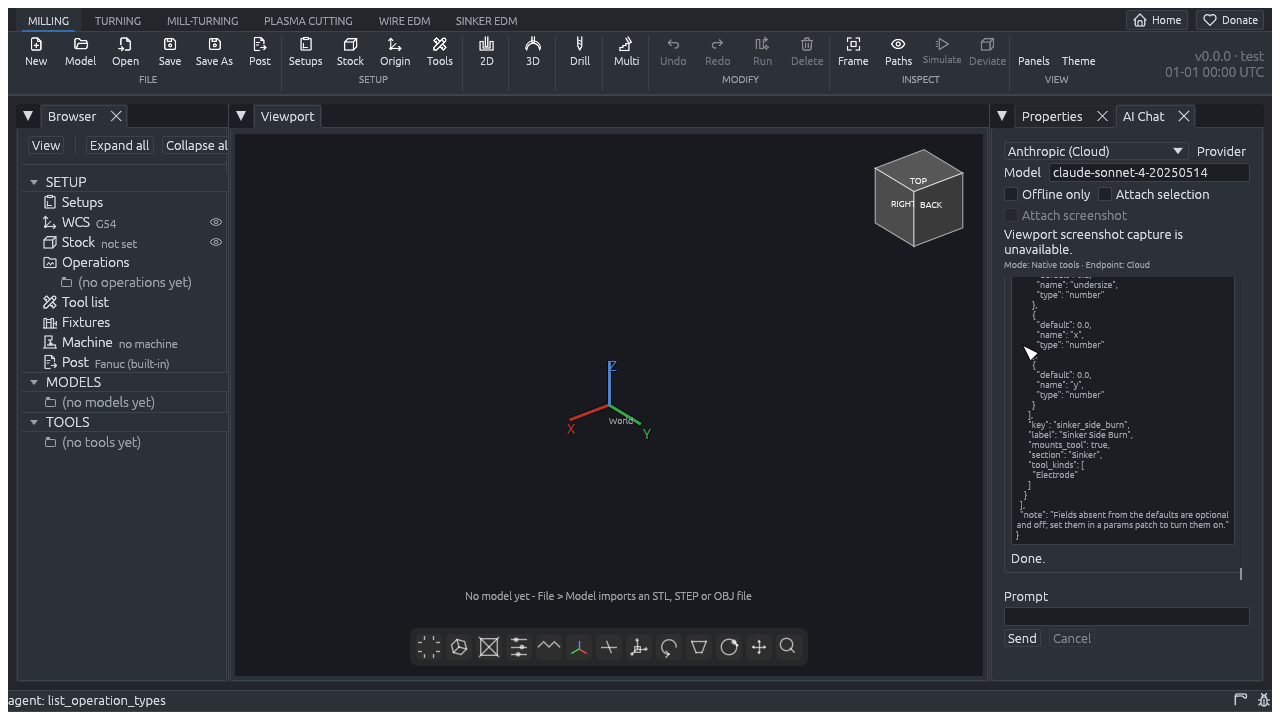 MILLING TURNING MILL-TURNING PLASMA CUTTING WIRE EDM SINKER EDM Home Donate
New Model Open Save Save As Post Setups Stock Origin Tools 2D 3D Drill Multi Undo Redo Run Delete Frame Paths Simulate Deviate Panels Theme
FILE SETUP MODIFY INSPECT VIEW
v0.0.0 · test
01-01 00:00 UTC
Browser
View Expand all Collapse al
SETUP
Setups
WCS G54
Stock not set
Operations
(no operations yet)
Tool list
Fixtures
Machine no machine
Post Fanuc (built-in)
MODELS
(no models yet)
TOOLS
(no tools yet)
Viewport
TOP
RIGHT BACK
Z
World
X
Y
No model yet - File > Model imports an STL, STEP or OBJ file
Properties AI Chat
Anthropic (Cloud) Provider
Model claude-sonnet-4-20250514
Offline only Attach selection
Attach screenshot
Viewport screenshot capture is
unavailable.
Mode: Native tools · Endpoint: Cloud
"name": "undersize",
"type": "number"
},
{
"default": 0.0,
"name": "x",
"type": "number"
{
"default": 0.0,
"name": "y",
"type": "number"
}
],
"key": "sinker_side_burn",
"label": "Sinker Side Burn",
"mounts_tool": true,
"section": "Sinker",
"tool_kinds": [
"Electrode"
]
}
],
"note": "Fields absent from the defaults are optional
and off; set them in a params patch to turn them on."
}
Done.
Prompt
Send Cancel
agent: list_operation_types